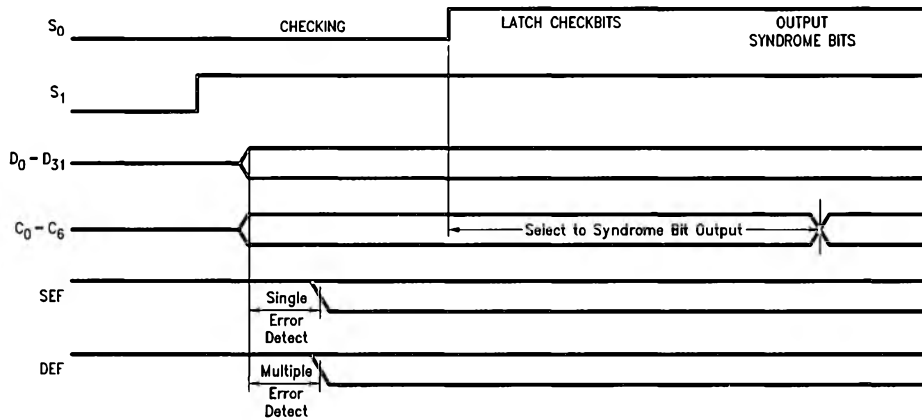 S0 CHECKING LATCH CHECKBITS OUTPUT
SYNDROME BITS
S1
D0 – D31
C0 – C6
Select to Syndrome Bit Output
SEF
Single
Error
Detect
DEF
Multiple
Error
Detect